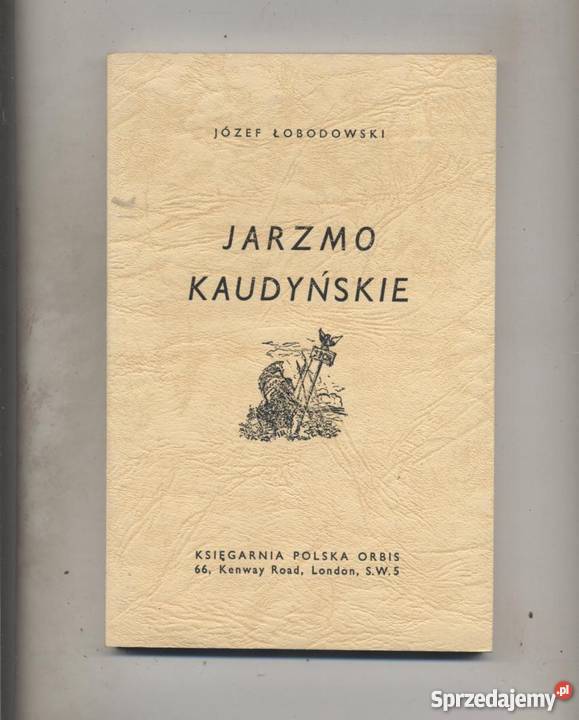 JÓZEF ŁOBODOWSKI
JARZMO
KAUDYŃSKIE
KSIĘGARNIA POLSKA ORBIS
66, Kenway Road, London, S.W.5
Sprzedajemy.pl